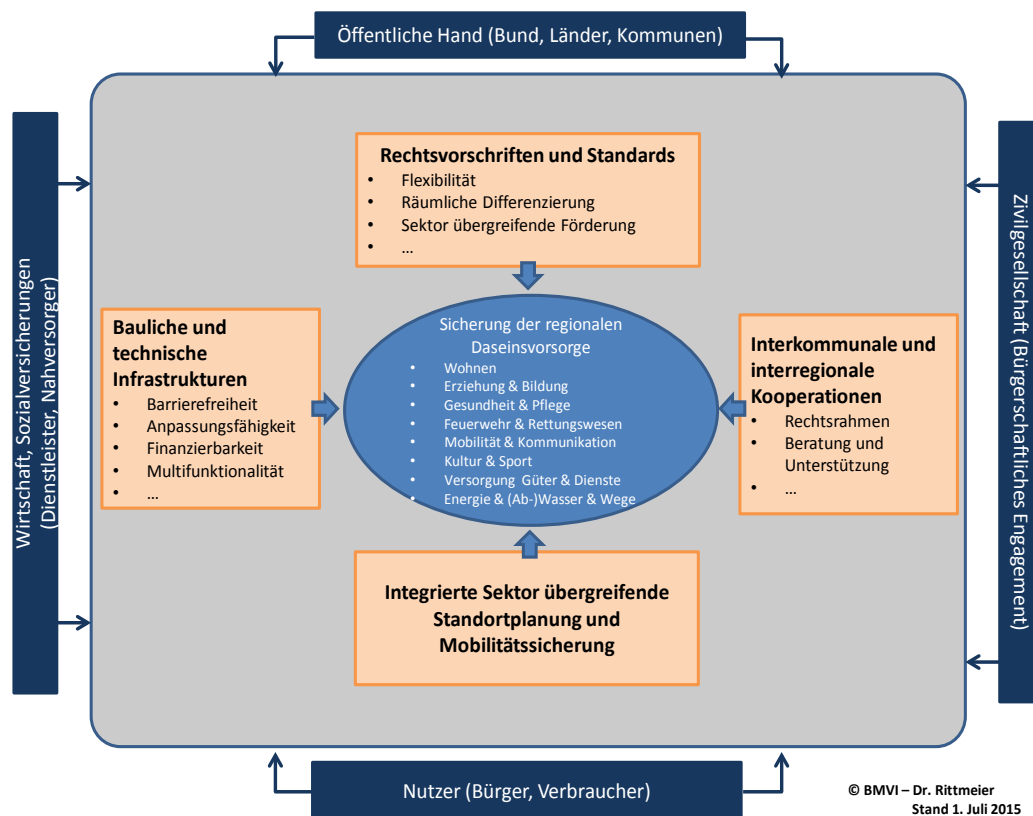 Öffentliche Hand (Bund, Länder, Kommunen)
Wirtschaft, Sozialversicherungen
(Dienstleister, Nahversorger)
Rechtsvorschriften und Standards
• Flexibilität
• Räumliche Differenzierung
• Sektor übergreifende Förderung
• ...
Bauliche und
technische
Infrastrukturen
• Barrierefreiheit
• Anpassungsfähigkeit
• Finanzierbarkeit
• Multifunktionalität
• ...
Sicherung der regionalen
Daseinsvorsorge
• Wohnen
• Erziehung & Bildung
• Gesundheit & Pflege
• Feuerwehr & Rettungswesen
• Mobilität & Kommunikation
• Kultur & Sport
• Versorgung Güter & Dienste
• Energie & (Ab-)Wasser & Wege
Interkommunale und
interregionale
Kooperationen
• Rechtsrahmen
• Beratung und
Unterstützung
• ...
Zivilgesellschaft (Bürgerschaftliches Engagement)
Integrierte Sektor übergreifende
Standortplanung und
Mobilitätssicherung
Nutzer (Bürger, Verbraucher)
© BMVI – Dr. Rittmeier
Stand 1. Juli 2015